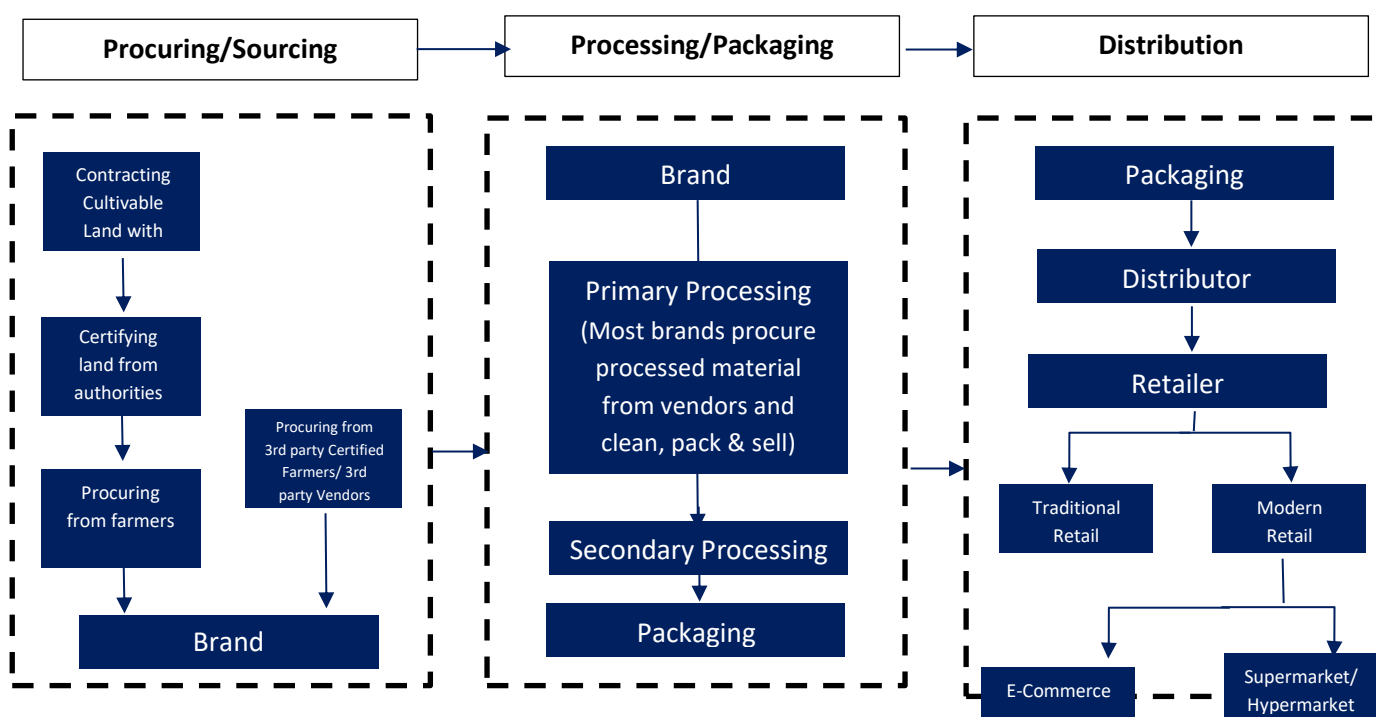 Procuring/Sourcing
Processing/Packaging
Distribution
Contracting
Cultivable
Land with
Certifying
land from
authorities
Procuring
from farmers
Procuring from
3rd party Certified
Farmers/ 3rd
party Vendors
Brand
Brand
Primary Processing
(Most brands procure
processed material
from vendors and
clean, pack & sell)
Secondary Processing
Packaging
Packaging
Distributor
Retailer
Traditional
Retail
Modern
Retail
E-Commerce
Supermarket/
Hypermarket